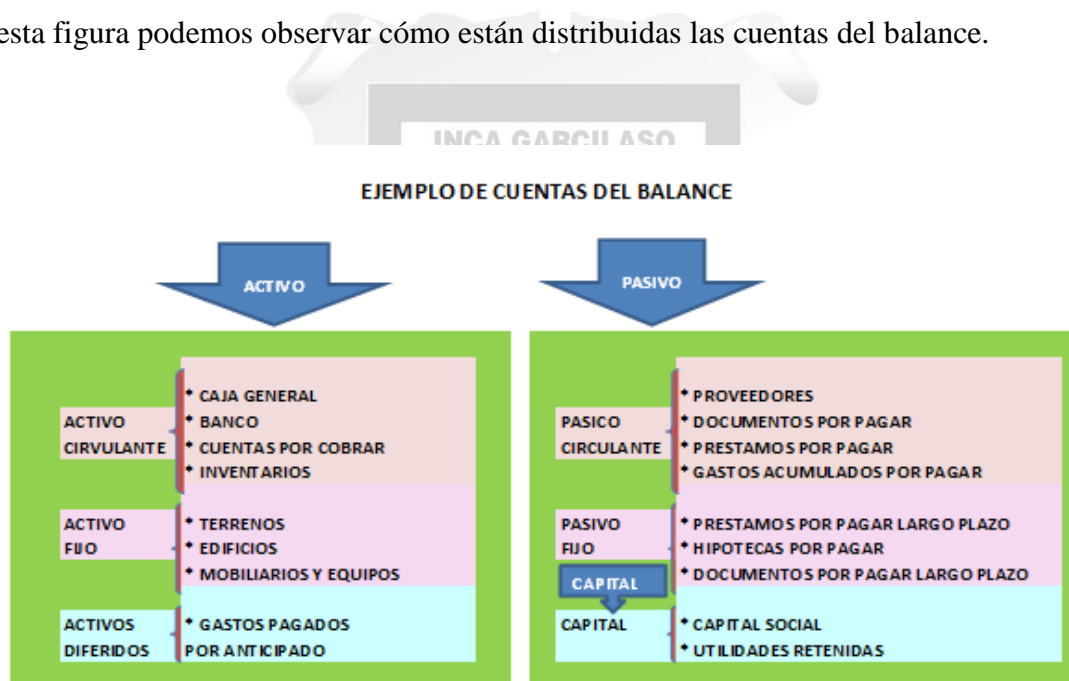 esta figura podemos observar cómo están distribuidas las cuentas del balance.
INCA GARCILASO
EJEMPLO DE CUENTAS DEL BALANCE
ACTIVO
* CAJA GENERAL
ACTIVO * BANCO
CIRVULANTE * CUENTAS POR COBRAR
* INVENTARIOS
ACTIVO * TERRENOS
FIJO * EDIFICIOS
* MOBILIARIOS Y EQUIPOS
ACTIVOS * GASTOS PAGADOS
DIFERIDOS POR ANTICIPADO
PASIVO
* PROVEEDORES
PASICO * DOCUMENTOS POR PAGAR
CIRCULANTE * PRESTAMOS POR PAGAR
* GASTOS ACUMULADOS POR PAGAR
PASIVO * PRESTAMOS POR PAGAR LARGO PLAZO
FIJO * HIPOTECAS POR PAGAR
* DOCUMENTOS POR PAGAR LARGO PLAZO
CAPITAL
CAPITAL * CAPITAL SOCIAL
* UTILIDADES RETENIDAS